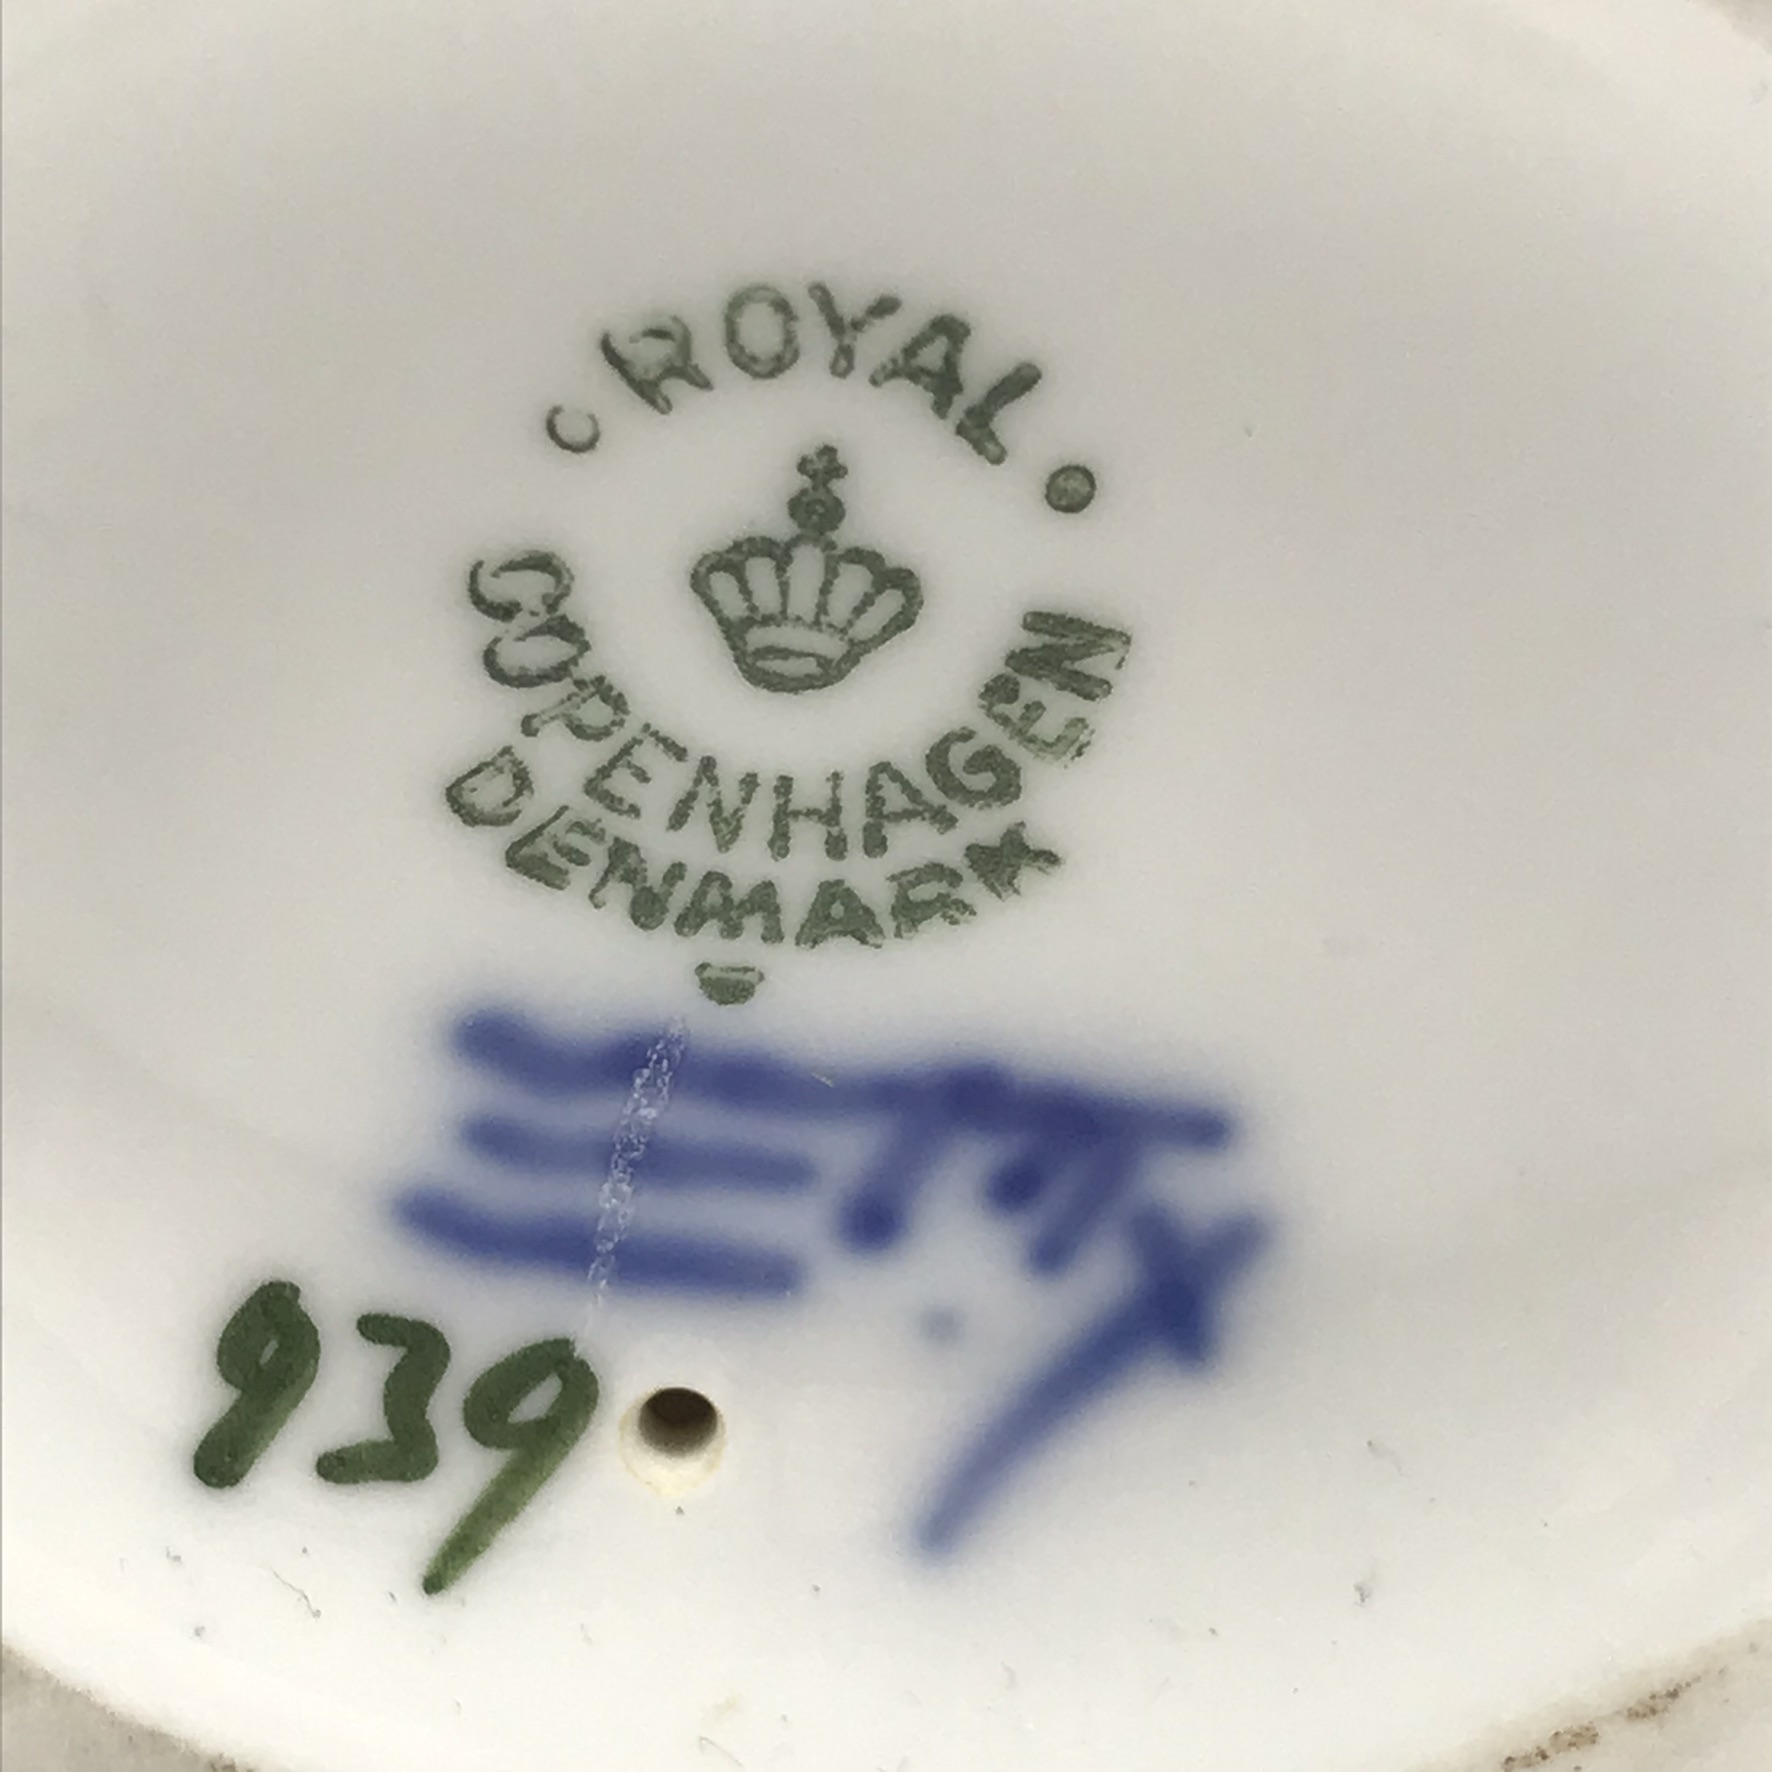 ROYAL
COPENHAGEN
DENMARK
939